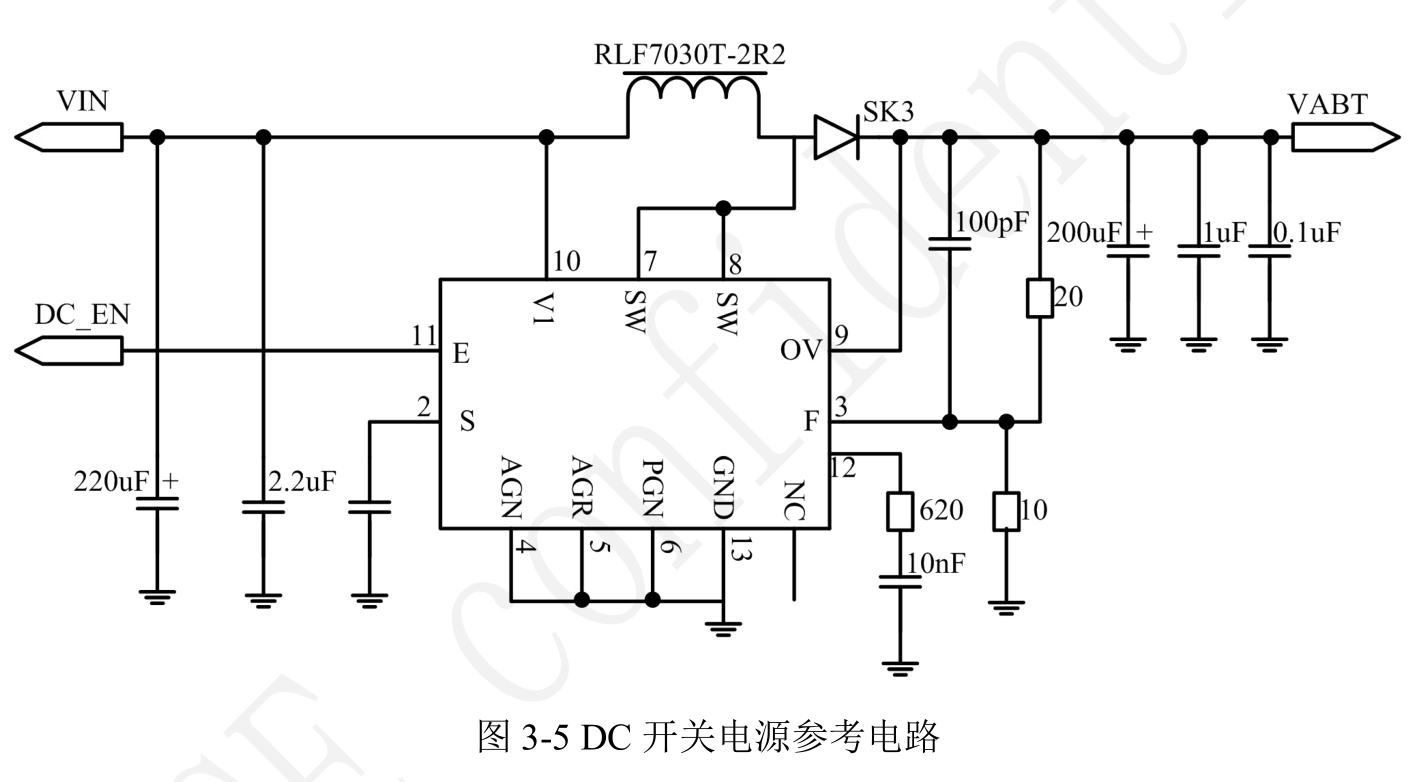 RLF7030T-2R2
VIN
SK3
VABT
100pF
200uF +
1uF
0.1uF
10
7
8
V1
SW
SW
20
DC_EN
11
E
OV
9
2
S
F
3
220uF +
2.2uF
AGN
AGR
PGN
GND
NC
12
620
10
4
5
6
13
10nF
confident
图 3-5 DC 开关电源参考电路